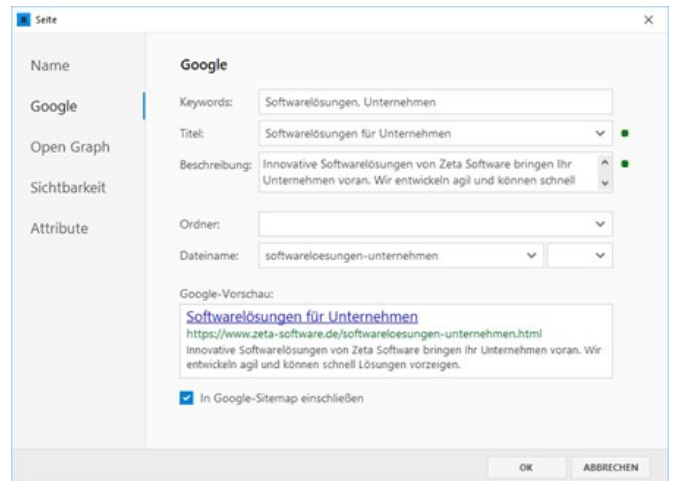 Seite
Name
Google
Open Graph
Sichtbarkeit
Attribute
Google
Keywords: Softwarelösungen, Unternehmen
Titel: Softwarelösungen für Unternehmen
Beschreibung: Innovative Softwarelösungen von Zeta Software bringen Ihr
Unternehmen voran. Wir entwickeln agil und können schnell
Ordner:
Dateiname: softwareloesungen-unternehmen
Google-Vorschau:
Softwarelösungen für Unternehmen
https://www.zeta-software.de/softwareloesungen-unternehmen.html
Innovative Softwarelösungen von Zeta Software bringen Ihr Unternehmen voran. Wir
entwickeln agil und können schnell Lösungen vorzeigen.
In Google-Sitemap einschließen
OK ABBRECHEN